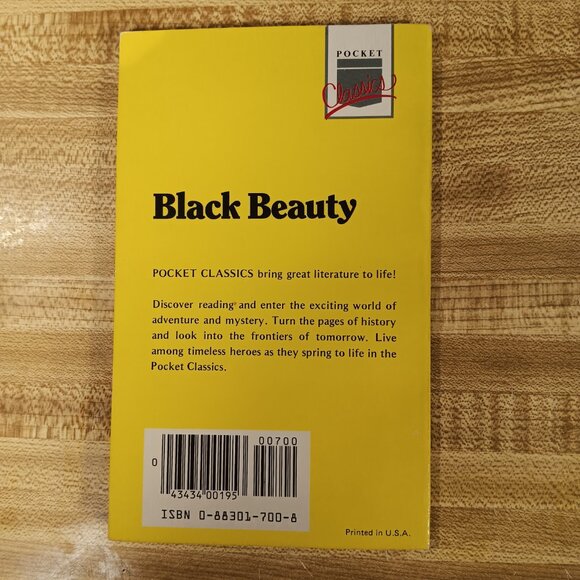 POCKET
Classics
Black Beauty
POCKET CLASSICS bring great literature to life!
Discover reading and enter the exciting world of
adventure and mystery. Turn the pages of history
and look into the frontiers of tomorrow. Live
among timeless heroes as they spring to life in the
Pocket Classics.
00700
0
43434 00195
ISBN 0-88301-700-8
Printed in U.S.A.